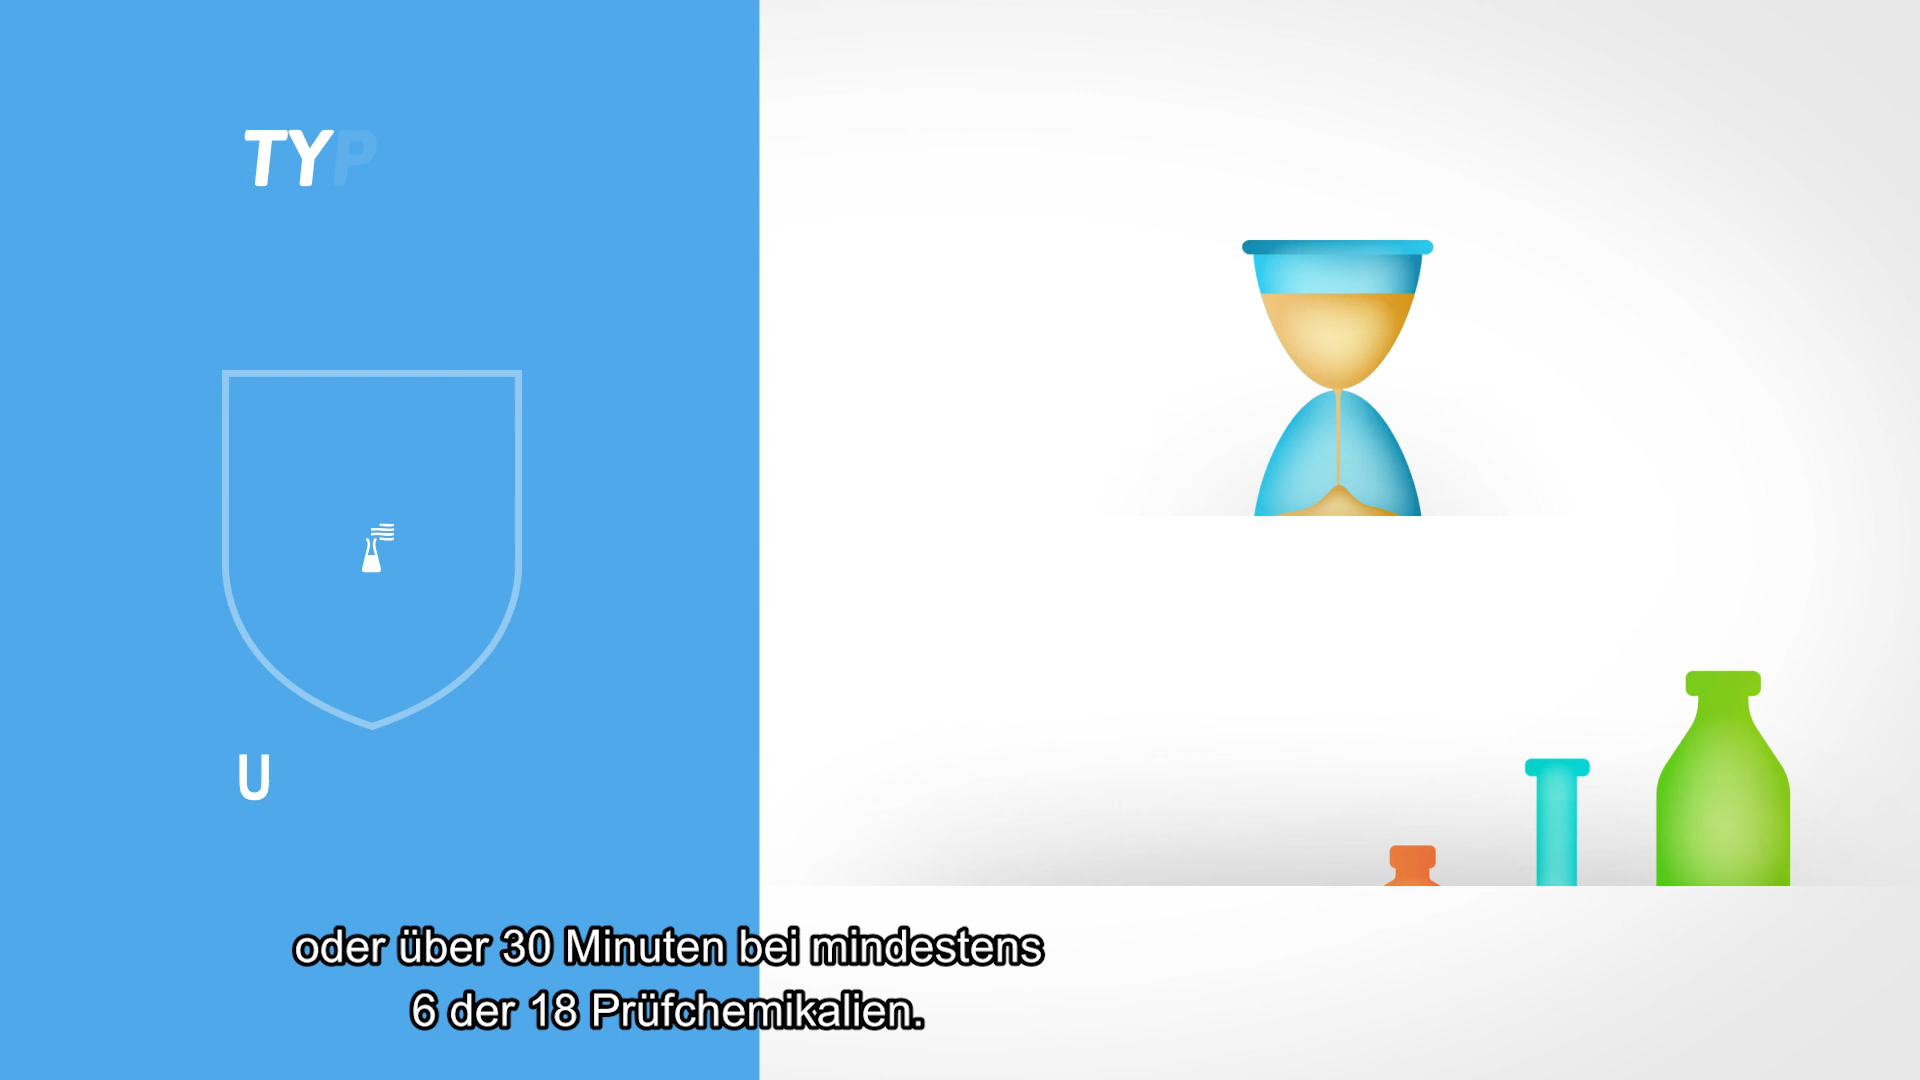 TYP
U
oder über 30 Minuten bei mindestens
6 der 18 Prüfchemikalien.